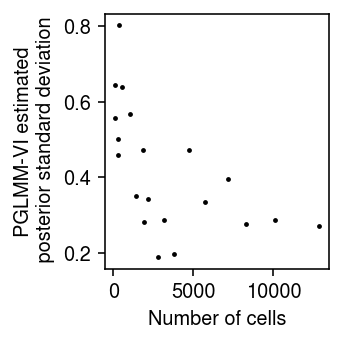 0.8
0.6
0.4
0.2
PGLMM-VI estimated
posterior standard deviation
0
5000
10000
Number of cells